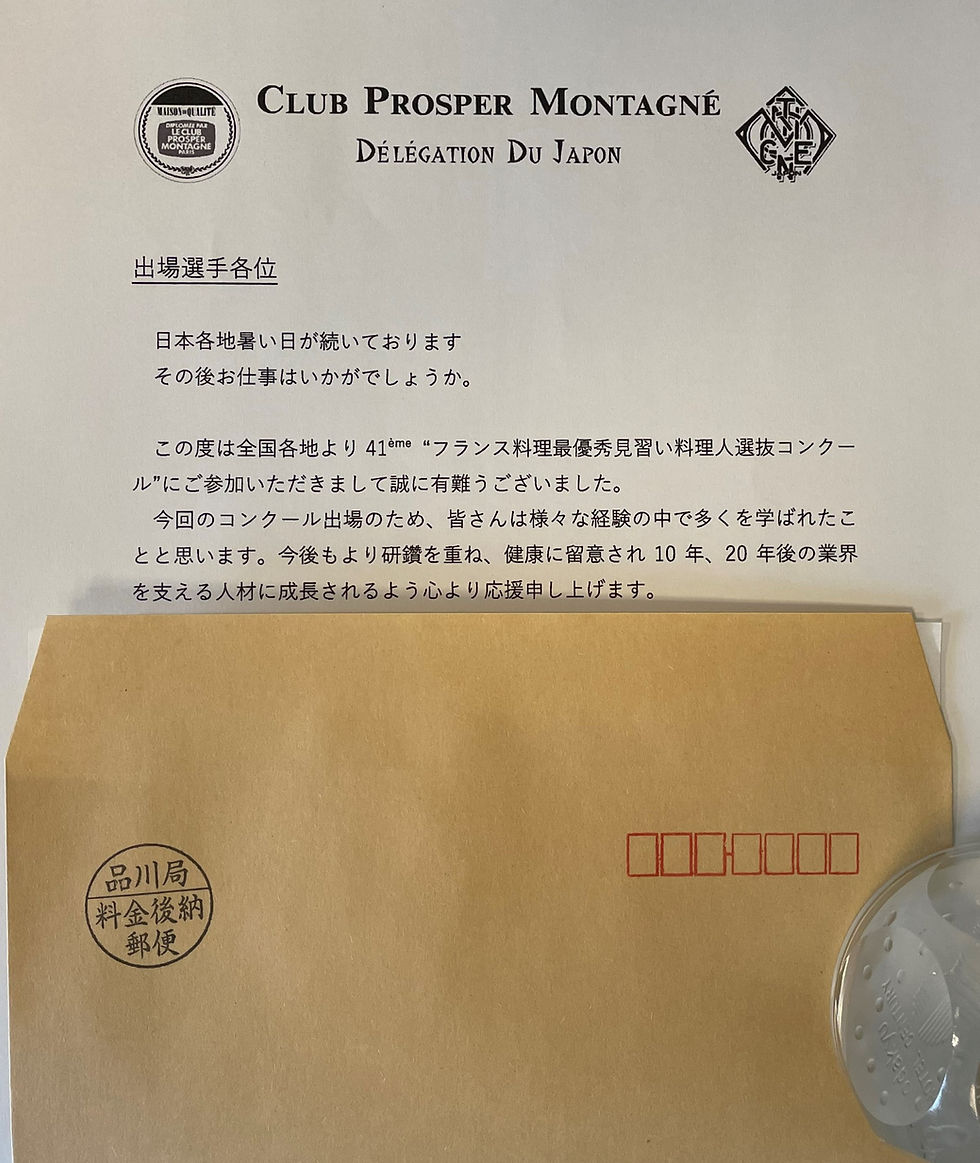 MAISON DE QUALITÉ
DIPLOMÉE PAR
LE CLUB
PROSPER
MONTAGNÉ
PARIS
CLUB PROSPER MONTAGNÉ
DÉLÉGATION DU JAPON
出場選手各位
日本各地暑い日が続いております
その後お仕事はいかがでしょうか。
この度は全国各地より 41ème “フランス料理最優秀見習い料理人選抜コンクー
ル”にご参加いただきまして誠に有難うございました。
今回のコンクール出場のため、皆さんは様々な経験の中で多くを学ばれたこ
とと思います。今後もより研鑽を重ね、健康に留意され 10 年、20 年後の業界
を支える人材に成長されるよう心より応援申し上げます。
品川局
料金後納
郵便